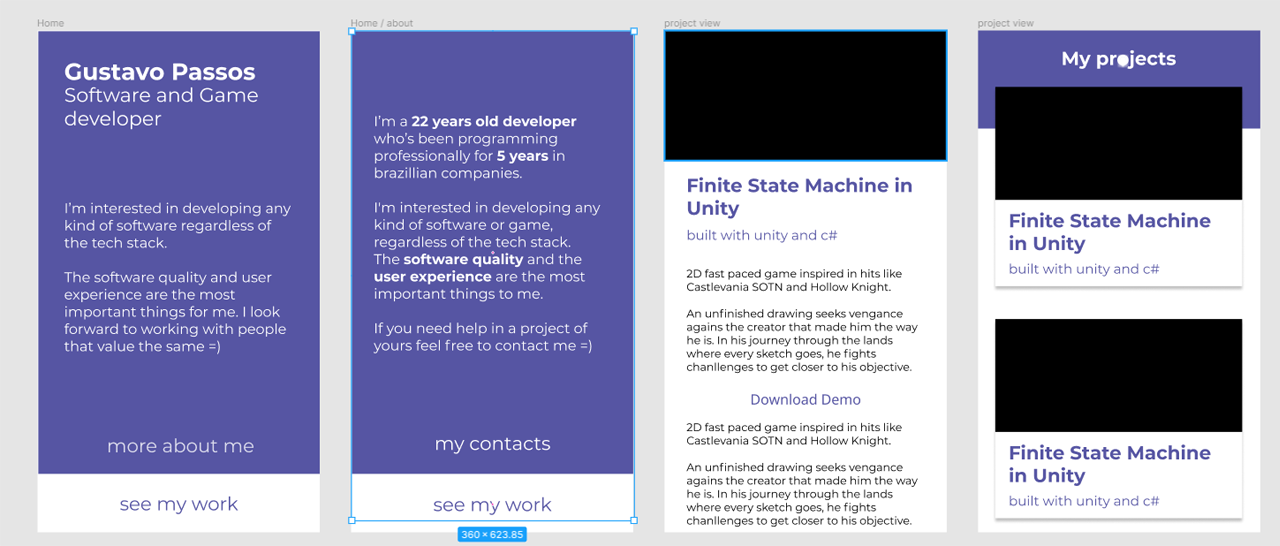 Home
Gustavo Passos
Software and Game
developer
I'm interested in developing any
kind of software regardless of
the tech stack.
The software quality and user
experience are the most
important things for me. I look
forward to working with people
that value the same =)
more about me
see my work
Home / about
I'm a 22 years old developer
who's been programming
professionally for 5 years in
brazillian companies.
I'm interested in developing any
kind of software or game,
regardless of the tech stack.
The software quality and the
user experience are the most
important things to me.
If you need help in a project of
yours feel free to contact me =)
my contacts
see my work
360 × 623.85
project view
Finite State Machine in
Unity
built with unity and c#
2D fast paced game inspired in hits like
Castlevania SOTN and Hollow Knight.
An unfinished drawing seeks vengance
agains the creator that made him the way
he is. In his journey through the lands
where every sketch goes, he fights
chanllenges to get closer to his objective.
Download Demo
2D fast paced game inspired in hits like
Castlevania SOTN and Hollow Knight.
An unfinished drawing seeks vengance
agains the creator that made him the way
he is. In his journey through the lands
where every sketch goes, he fights
chanllenges to get closer to his objective.
project view
My projects
Finite State Machine
in Unity
built with unity and c#
Finite State Machine
in Unity
built with unity and c#